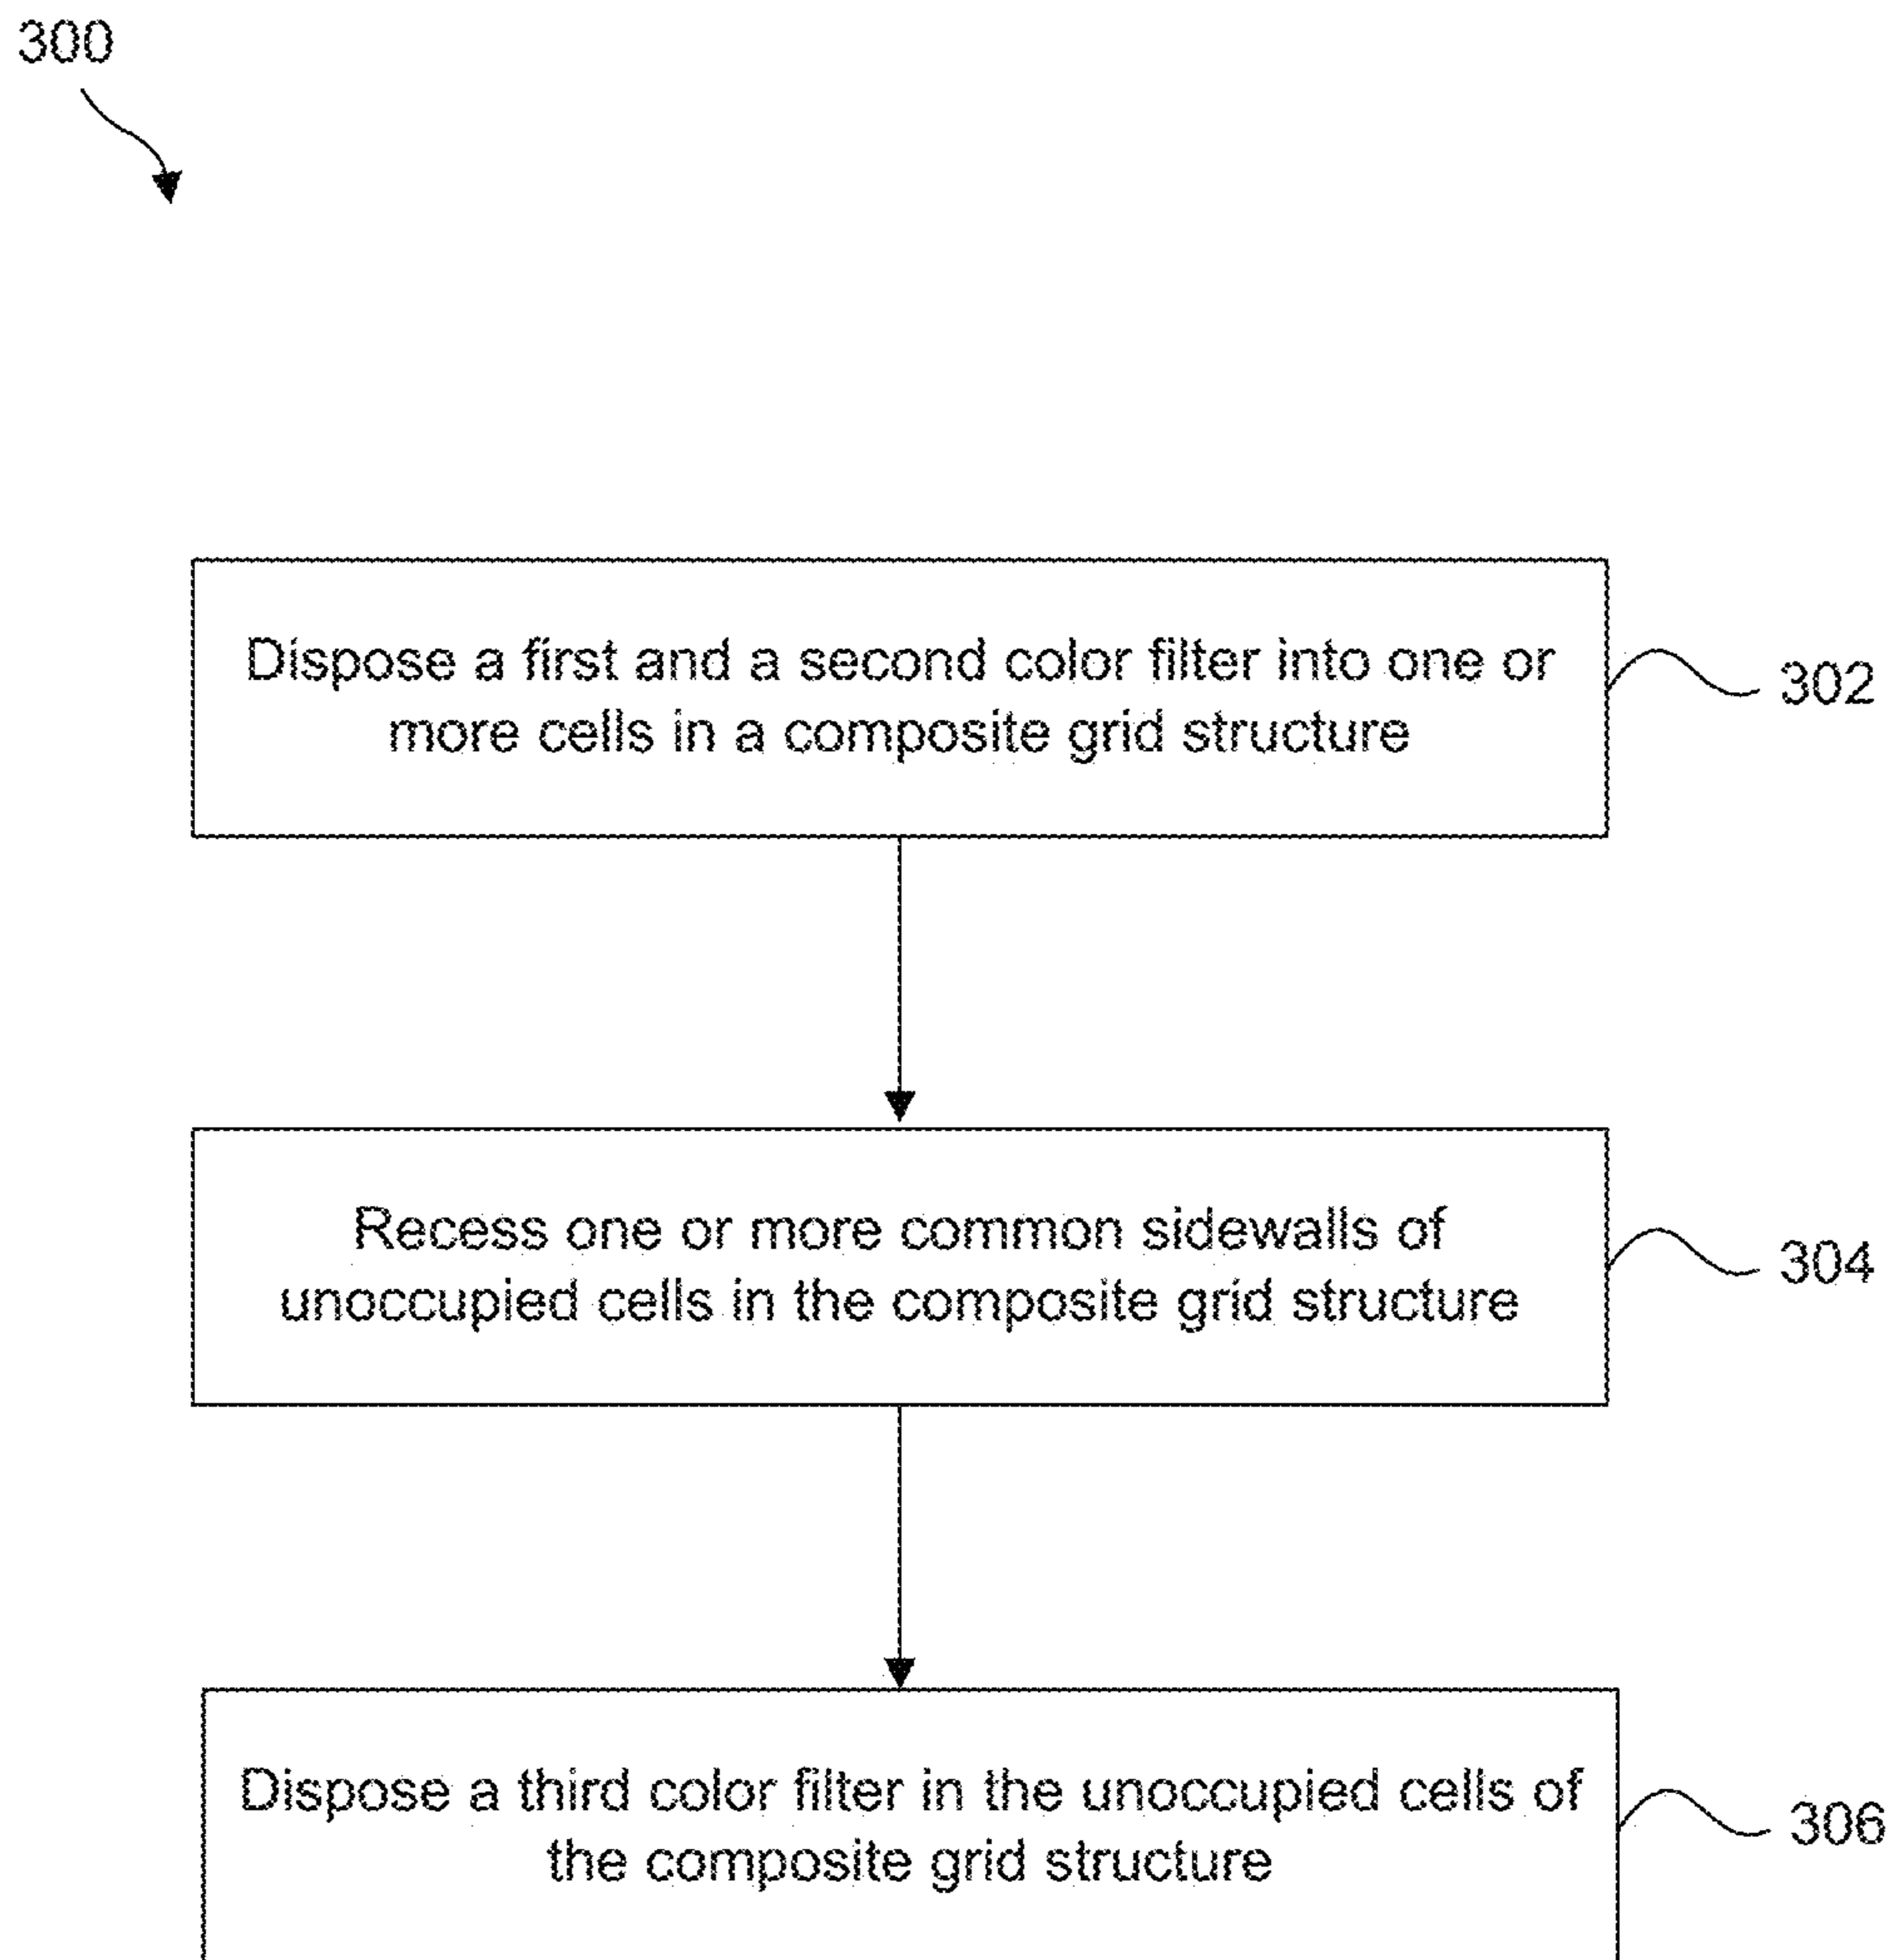 300
Dispose a first and a second color filter into one or
more cells in a composite grid structure
302
Recess one or more common sidewalls of
unoccupied cells in the composite grid structure
304
Dispose a third color filter in the unoccupied cells of
the composite grid structure
306